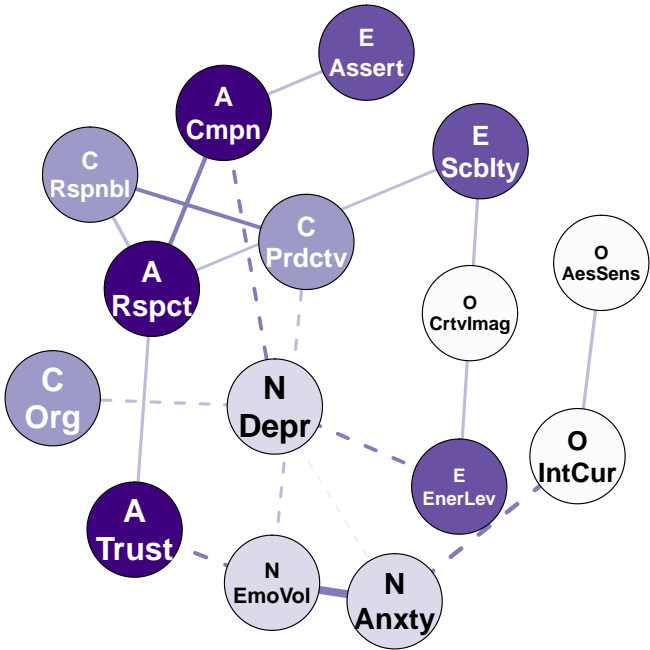 E
Assert
A
Cmpn
E
Scblty
C
Rspnbl
C
Prdctv
O
AesSens
A
Rspct
O
CrtvImag
C
Org
N
Depr
O
IntCur
E
EnerLev
A
Trust
N
EmoVol
N
Anxty